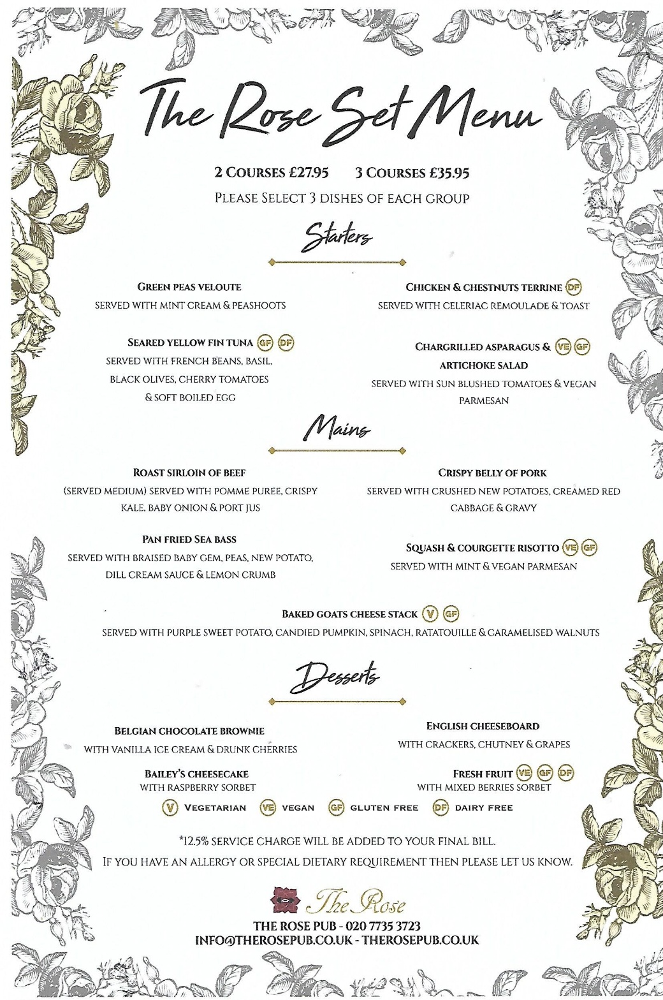 The Rose Set Menu
2 Courses £27.95 3 Courses £35.95
Please Select 3 dishes of each group
Starters
Green peas veloute
served with mint cream & peashoots
Chicken & chestnuts terrine DF
served with celeriac remoulade & toast
Seared yellow fin tuna GF DF
served with french beans, basil,
black olives, cherry tomatoes
& soft boiled egg
Chargrilled asparagus & VE GF
artichoke salad
served with sun blushed tomatoes & vegan
parmesan
Mains
Roast sirloin of beef
(served medium) served with pomme puree, crispy
kale, baby onion & port jus
Crispy belly of pork
served with crushed new potatoes, creamed red
cabbage & gravy
Pan fried Sea bass
served with braised baby gem, peas, new potato,
dill cream sauce & lemon crumb
Squash & courgette risotto VE GF
served with mint & vegan parmesan
Baked goats cheese stack V GF
served with purple sweet potato, candied pumpkin, spinach, ratatouille & caramelised walnuts
Desserts
Belgian chocolate brownie
with vanilla ice cream & drunk cherries
English cheeseboard
with crackers, chutney & grapes
Bailey's cheesecake
with raspberry sorbet
Fresh fruit VE GF DF
with mixed berries sorbet
V Vegetarian VE vegan GF gluten free DF dairy free
*12.5% service charge will be added to your final bill.
If you have an allergy or special dietary requirement then please let us know.
The Rose
THE ROSE PUB - 020 7735 3723
INFO@THEROSEPUB.CO.UK - THEROSEPUB.CO.UK